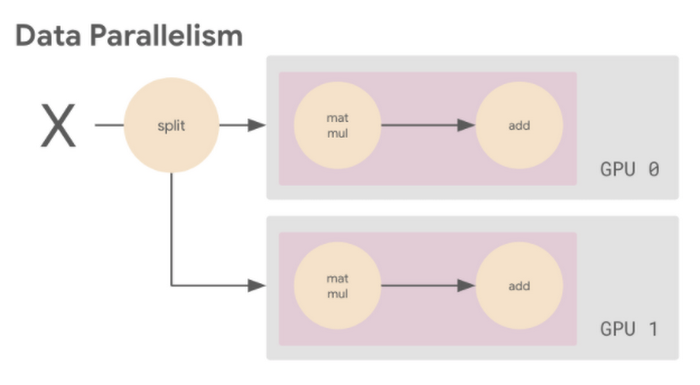 Data Parallelism
X
split
mat
mul
add
GPU 0
mat
mul
add
GPU 1